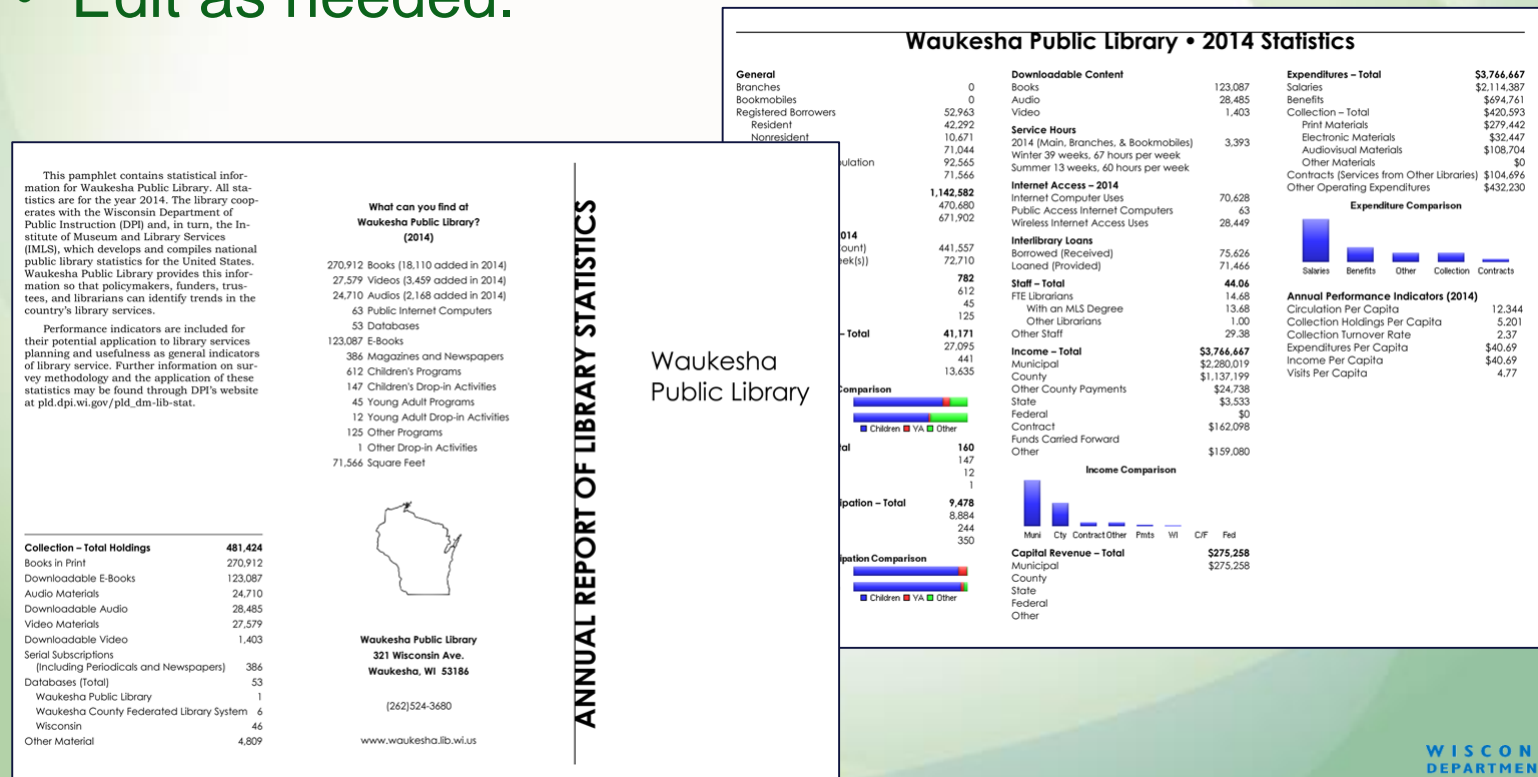 • Edit as needed.
Waukesha Public Library • 2014 Statistics
General
Branches 0
Bookmobiles 0
Registered Borrowers 52,963
Resident 42,292
Nonresident 10,671
71,044
92,565
71,566
1,142,582
470,680
671,902
441,557
72,710
782
612
45
125
– Total 41,171
27,095
441
13,635
Comparison
Children YA Other
160
147
12
1
– Total 9,478
8,884
244
350
Comparison
Children YA Other
Downloadable Content
Books 123,087
Audio 28,485
Video 1,403
Service Hours
2014 (Main, Branches, & Bookmobiles) 3,393
Winter 39 weeks, 67 hours per week
Summer 13 weeks, 60 hours per week
Internet Access – 2014
Internet Computer Uses 70,628
Public Access Internet Computers 63
Wireless Internet Access Uses 28,449
Interlibrary Loans
Borrowed (Received) 75,626
Loaned (Provided) 71,466
Staff – Total 44.06
FTE Librarians 14.68
With an MLS Degree 13.68
Other Librarians 1.00
Other Staff 29.38
Income – Total $3,766,667
Municipal $2,280,019
County $1,137,199
Other County Payments $24,738
State $3,533
Federal $0
Contract $162,098
Funds Carried Forward
Other $159,080
Income Comparison
Muni Cty Contract Other Pmts WI C/F Fed
Capital Revenue – Total $275,258
Municipal $275,258
County
State
Federal
Other
Expenditures – Total $3,766,667
Salaries $2,114,387
Benefits $694,761
Collection – Total $420,593
Print Materials $279,442
Electronic Materials $32,447
Audiovisual Materials $108,704
Other Materials $0
Contracts (Services from Other Libraries) $104,696
Other Operating Expenditures $432,230
Expenditure Comparison
Salaries Benefits Other Collection Contracts
Annual Performance Indicators (2014)
Circulation Per Capita 12.344
Collection Holdings Per Capita 5.201
Collection Turnover Rate 2.37
Expenditures Per Capita $40.69
Income Per Capita $40.69
Visits Per Capita 4.77
This pamphlet contains statistical infor-
mation for Waukesha Public Library. All sta-
tistics are for the year 2014. The library coop-
erates with the Wisconsin Department of
Public Instruction (DPI) and, in turn, the In-
stitute of Museum and Library Services
(IMLS), which develops and compiles national
public library statistics for the United States.
Waukesha Public Library provides this infor-
mation so that policymakers, funders, trus-
tees, and librarians can identify trends in the
country's library services.
Performance indicators are included for
their potential application to library services
planning and usefulness as general indicators
of library service. Further information on sur-
vey methodology and the application of these
statistics may be found through DPI's website
at pld.dpi.wi.gov/pld_dm-lib-stat.
Collection – Total Holdings 481,424
Books in Print 270,912
Downloadable E-Books 123,087
Audio Materials 24,710
Downloadable Audio 28,485
Video Materials 27,579
Downloadable Video 1,403
Serial Subscriptions
(Including Periodicals and Newspapers) 386
Databases (Total) 53
Waukesha Public Library 1
Waukesha County Federated Library System 6
Wisconsin 46
Other Material 4,809
What can you find at
Waukesha Public Library?
(2014)
270,912 Books (18,110 added in 2014)
27,579 Videos (3,459 added in 2014)
24,710 Audios (2,168 added in 2014)
63 Public Internet Computers
53 Databases
123,087 E-Books
386 Magazines and Newspapers
612 Children's Programs
147 Children's Drop-in Activities
45 Young Adult Programs
12 Young Adult Drop-in Activities
125 Other Programs
1 Other Drop-in Activities
71,566 Square Feet
Waukesha Public Library
321 Wisconsin Ave.
Waukesha, WI 53186
(262)524-3680
www.waukesha.lib.wi.us
ANNUAL REPORT OF LIBRARY STATISTICS
Waukesha
Public Library
WISCON
DEPARTMEN